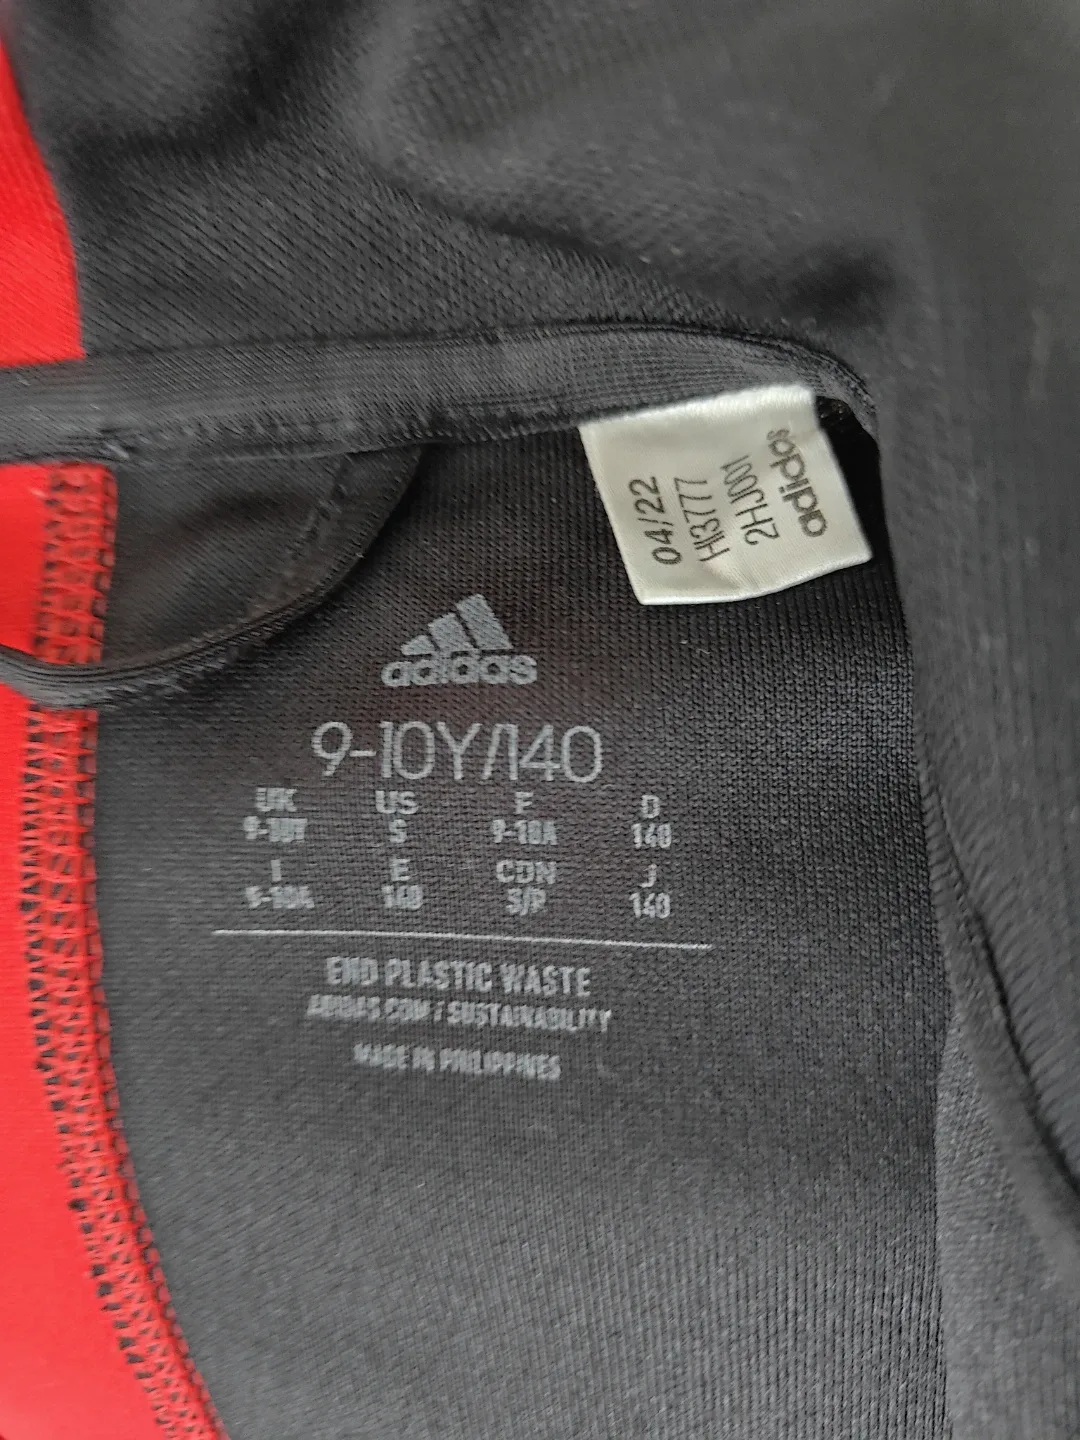 04/22
HI3777
2HJ001
adidas
adidas
9-10Y/140
UK US F D
9-10Y S 9-10A 140
I E CDN J
9-10A 140 S/P 140
END PLASTIC WASTE
ADIDAS.COM/SUSTAINABILITY
MADE IN PHILIPPINES